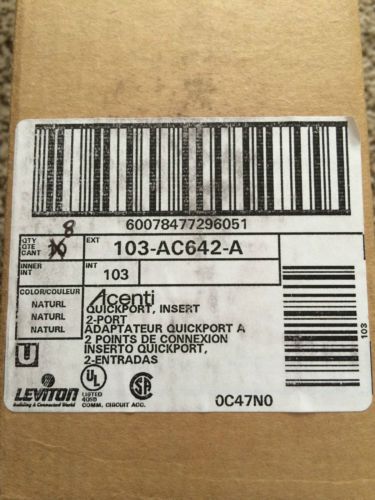 60078477296051
8
QTY
QTE
CANT
10
EXT
103-AC642-A
INNER
INT
INT
103
COLOR/COULEUR
NATURL
NATURL
NATURL
Acenti
QUICKPORT, INSERT
2-PORT
ADAPTATEUR QUICKPORT A
2 POINTS DE CONNEXION
INSERTO QUICKPORT,
2-ENTRADAS
103
U
LEVITON
Building a Connected World
UL
LISTED
COMM. CIRCUIT ACC.
SA
0C47N0